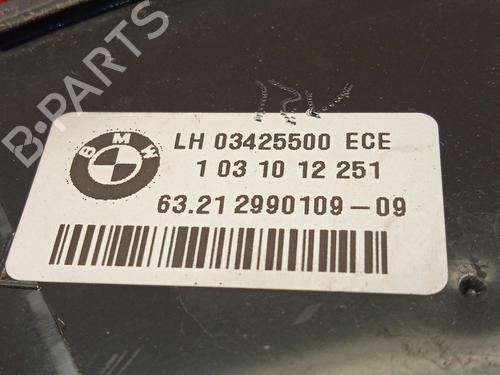 B-PARTS
BMW
LH 03425500 ECE
1 03 10 12 251
63.21 2990109-09